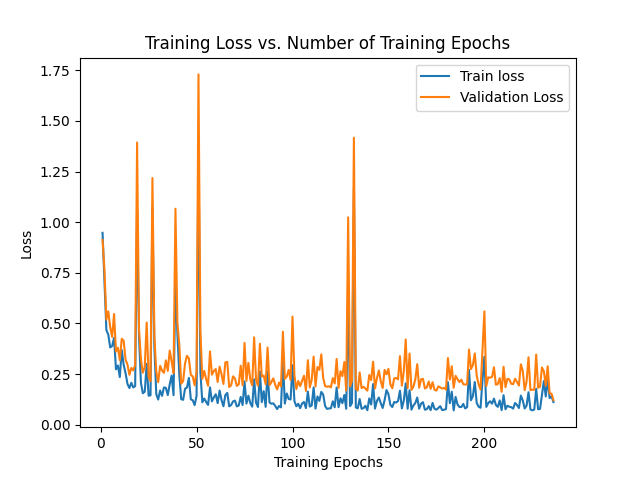 Training Loss vs. Number of Training Epochs
Train loss
Validation Loss
1.75
1.50
1.25
1.00
0.75
0.50
0.25
0.00
Loss
0
50
100
150
200
Training Epochs